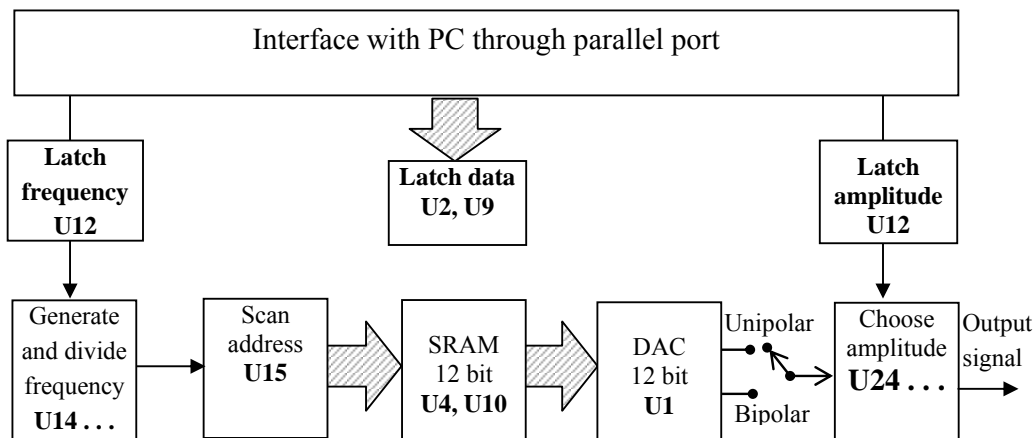 Interface with PC through parallel port
Latch
frequency
U12
Latch data
U2, U9
Latch
amplitude
U12
Generate
and divide
frequency
U14 . . .
Scan
address
U15
SRAM
12 bit
U4, U10
DAC
12 bit
U1
Unipolar
Bipolar
Choose
amplitude
U24 . . .
Output
signal